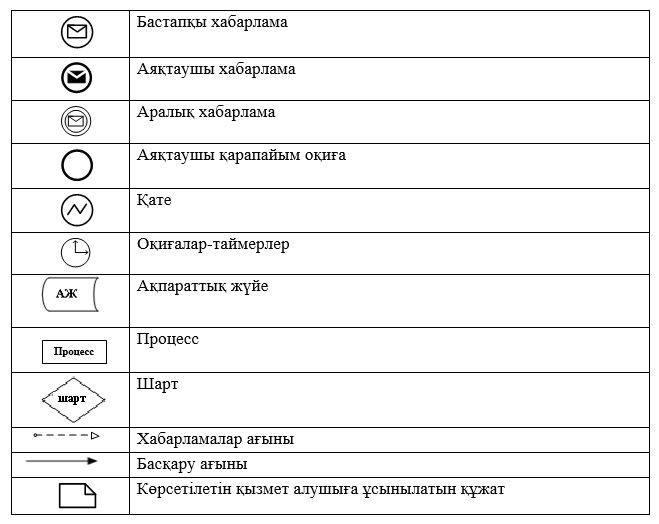 Бастапқы хабарлама
Аяқтаушы хабарлама
Аралық хабарлама
Аяқтаушы қарапайым оқиға
Қате
Оқиғалар-таймерлер
АЖ
Ақпараттық жүйе
Процесс
Процесс
шарт
Шарт
Хабарламалар ағыны
Басқару ағыны
Көрсетілетін қызмет алушыға ұсынылатын құжат